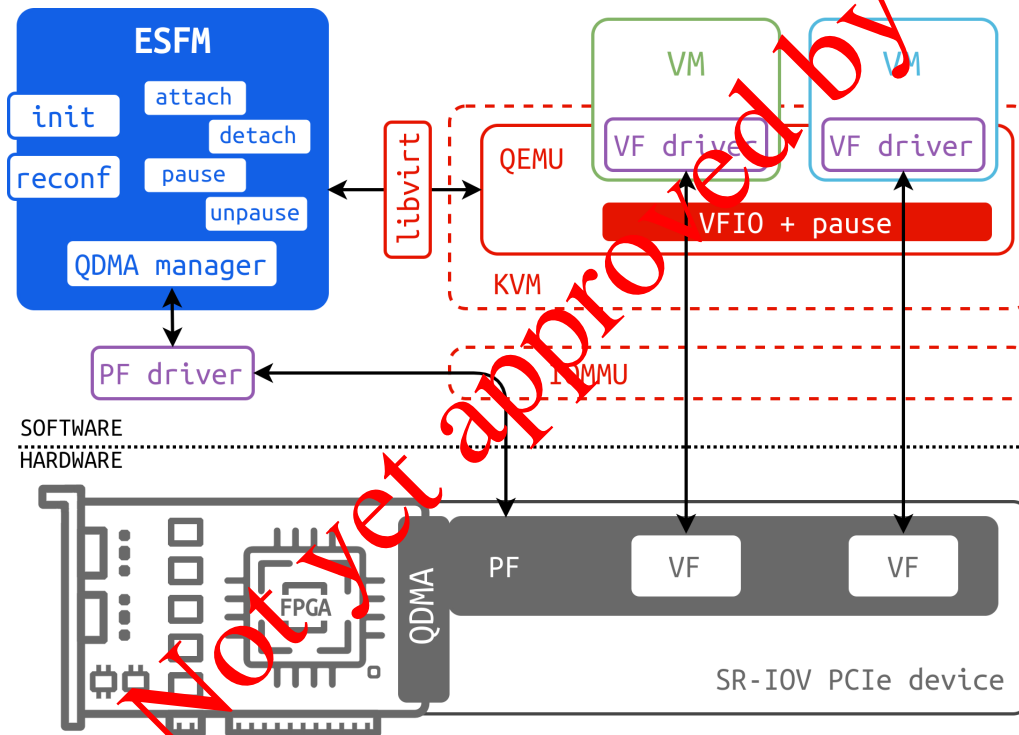 ESFM
init
attach
detach
reconf
pause
unpause
QDMA manager
PF driver
libvirt
VM
VM
VF driver
VF driver
QEMU
VFIO + pause
KVM
IOMMU
SOFTWARE
HARDWARE
FPGA
QDMA
PF
VF
VF
SR-IOV PCIe device
Not yet approved by